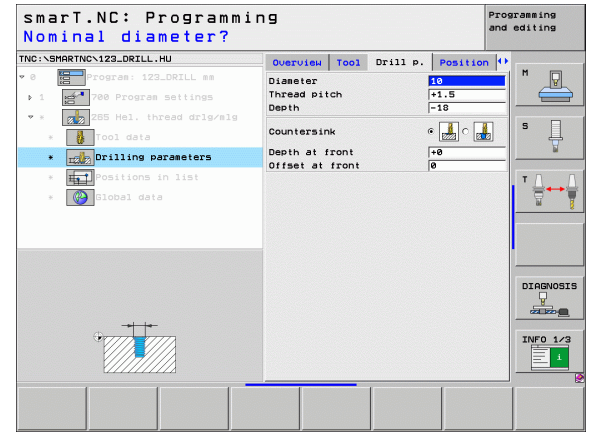 smarT.NC: Programming
Nominal diameter?
Programming
and editing
TNC:\SMARTNC\123_DRILL.HU
0 Program: 123_DRILL mm
1 700 Program settings
* 265 Hel. thread drlg/mlg
* Tool data
* Drilling parameters
* Positions in list
* Global data
Overview Tool Drill p. Position
Diameter 10
Thread pitch +1.5
Depth -18
Countersink
Depth at front +0
Offset at front 0
M
S
T
DIAGNOSIS
INFO 1/3
i